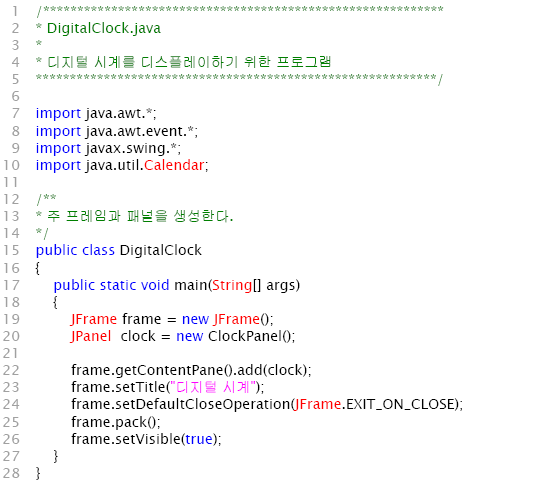 1 /***********************************************************
2 * DigitalClock.java
3 *
4 * 디지털 시계를 디스플레이하기 위한 프로그램
5 ***********************************************************/
6
7 import java.awt.*;
8 import java.awt.event.*;
9 import javax.swing.*;
10 import java.util.Calendar;
11
12 /**
13 * 주 프레임과 패널을 생성한다.
14 */
15 public class DigitalClock
16 {
17 public static void main(String[] args)
18 {
19 JFrame frame = new JFrame();
20 JPanel clock = new ClockPanel();
21
22 frame.getContentPane().add(clock);
23 frame.setTitle("디지털 시계");
24 frame.setDefaultCloseOperation(JFrame.EXIT_ON_CLOSE);
25 frame.pack();
26 frame.setVisible(true);
27 }
28 }